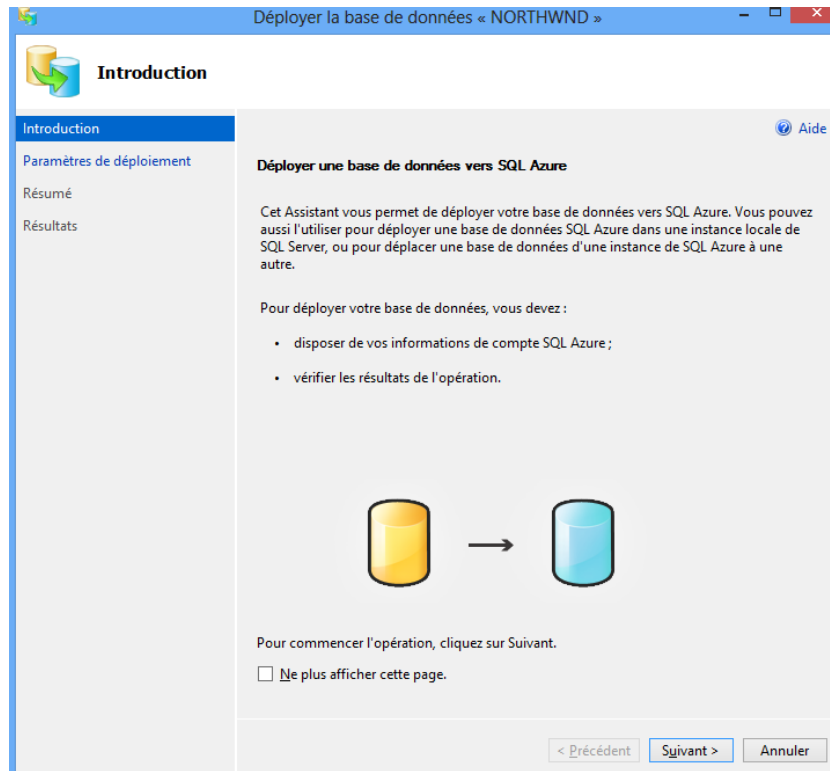 Déployer la base de données « NORTHWND »
Introduction
Introduction
Aide
Paramètres de déploiement
Déployer une base de données vers SQL Azure
Résumé
Cet Assistant vous permet de déployer votre base de données vers SQL Azure. Vous pouvez
Résultats
aussi l'utiliser pour déployer une base de données SQL Azure dans une instance locale de
SQL Server, ou pour déplacer une base de données d'une instance de SQL Azure à une
autre.
Pour déployer votre base de données, vous devez :
• disposer de vos informations de compte SQL Azure ;
• vérifier les résultats de l'opération.
Pour commencer l'opération, cliquez sur Suivant.
Ne plus afficher cette page.
< Précédent Suivant > Annuler